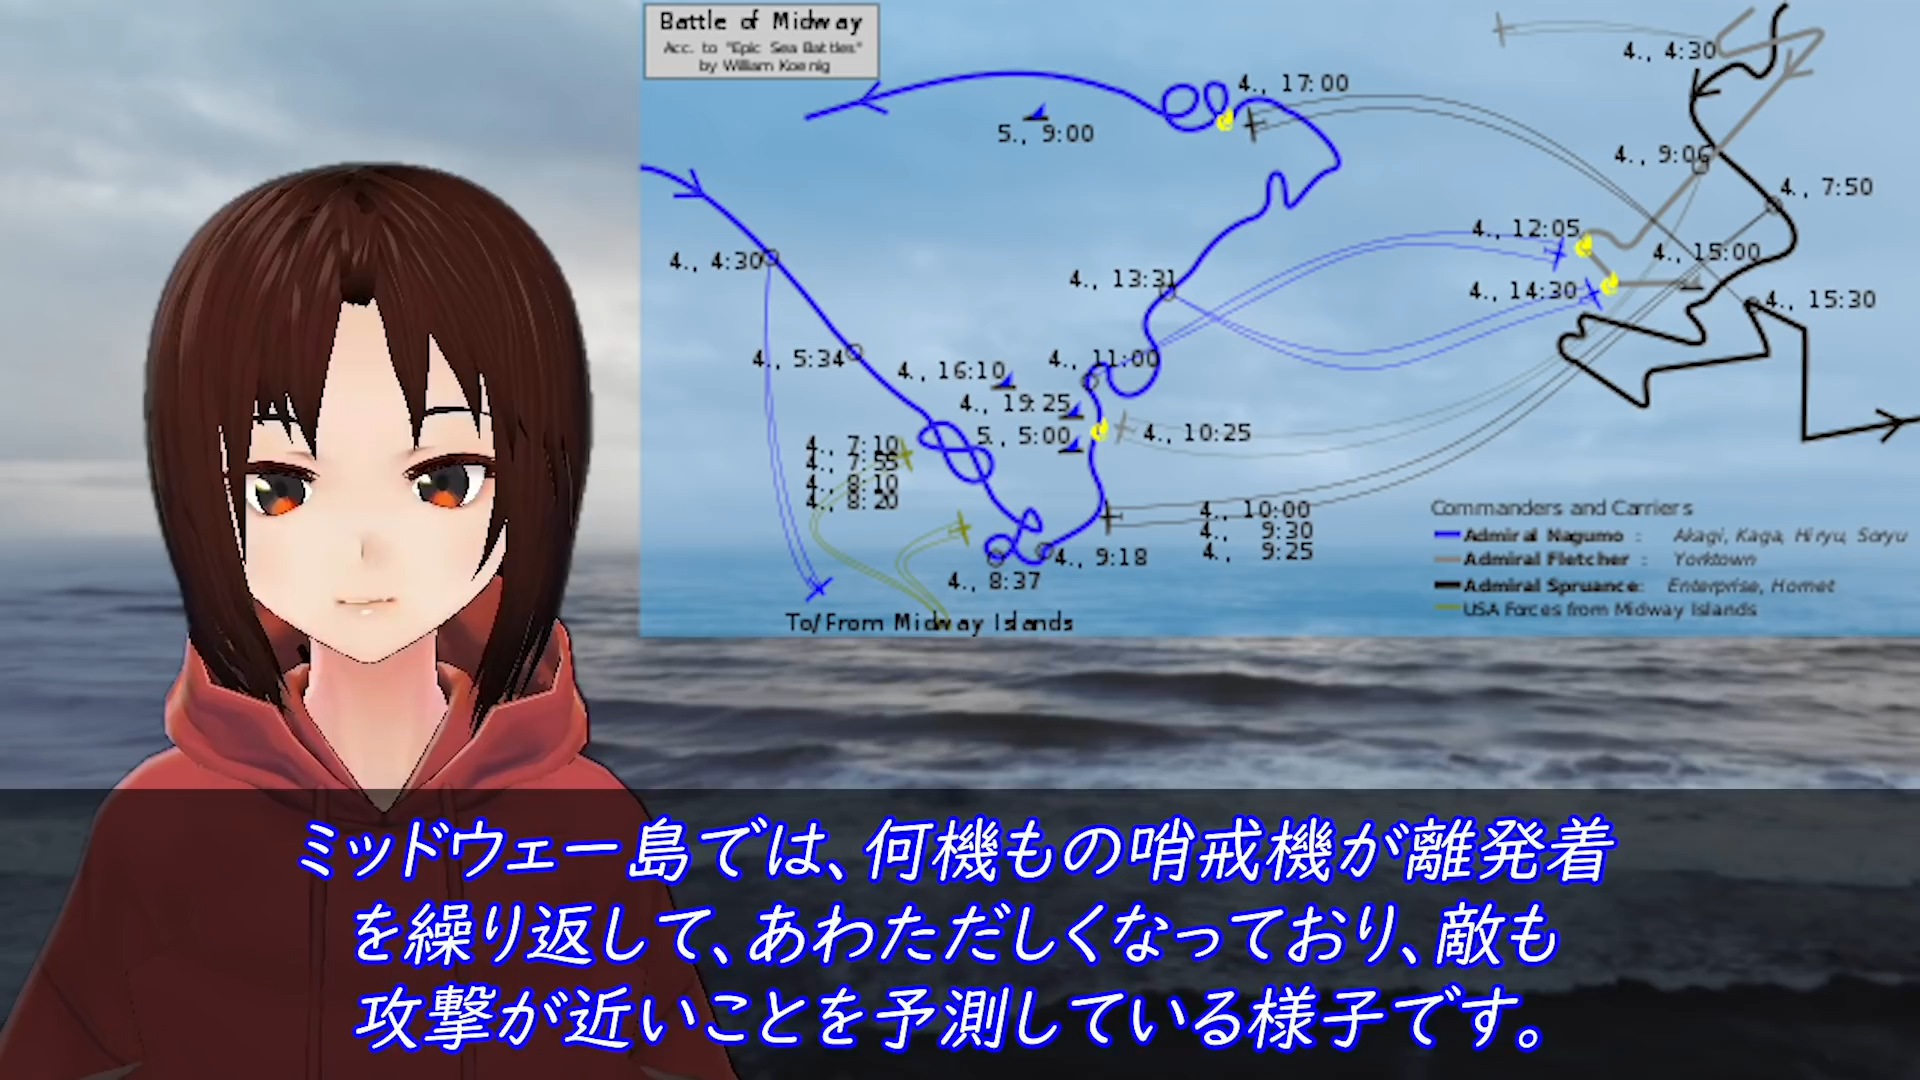 Battle of Midway
Acc. to "Epic Sea Battles"
by William Koenig
4., 4:30
4., 17:00
5., 9:00
4., 9:06
4., 7:50
4., 12:05
4., 15:00
4., 4:30
4., 13:31
4., 14:30
4., 15:30
4., 5:34
4., 16:10
4., 11:00
4., 19:25
5., 5:00
4., 10:25
4., 7:10
4., 7:55
4., 8:10
4., 8:20
4., 10:00
4., 9:30
4., 9:25
4., 9:18
4., 8:37
To/From Midway Islands
Commanders and Carriers
Admiral Nagumo : Akagi, Kaga, Hiryu, Soryu
Admiral Fletcher : Yorktown
Admiral Spruance: Enterprise, Hornet
USA Forces from Midway Islands
ミッドウェー島では、何機もの哨戒機が離発着
を繰り返して、あわただしくなっており、敵も
攻撃が近いことを予測している様子です。